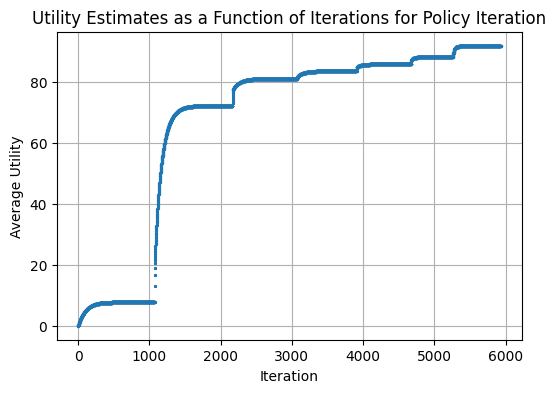 Utility Estimates as a Function of Iterations for Policy Iteration
80
60
40
20
0
Average Utility
0 1000 2000 3000 4000 5000 6000
Iteration